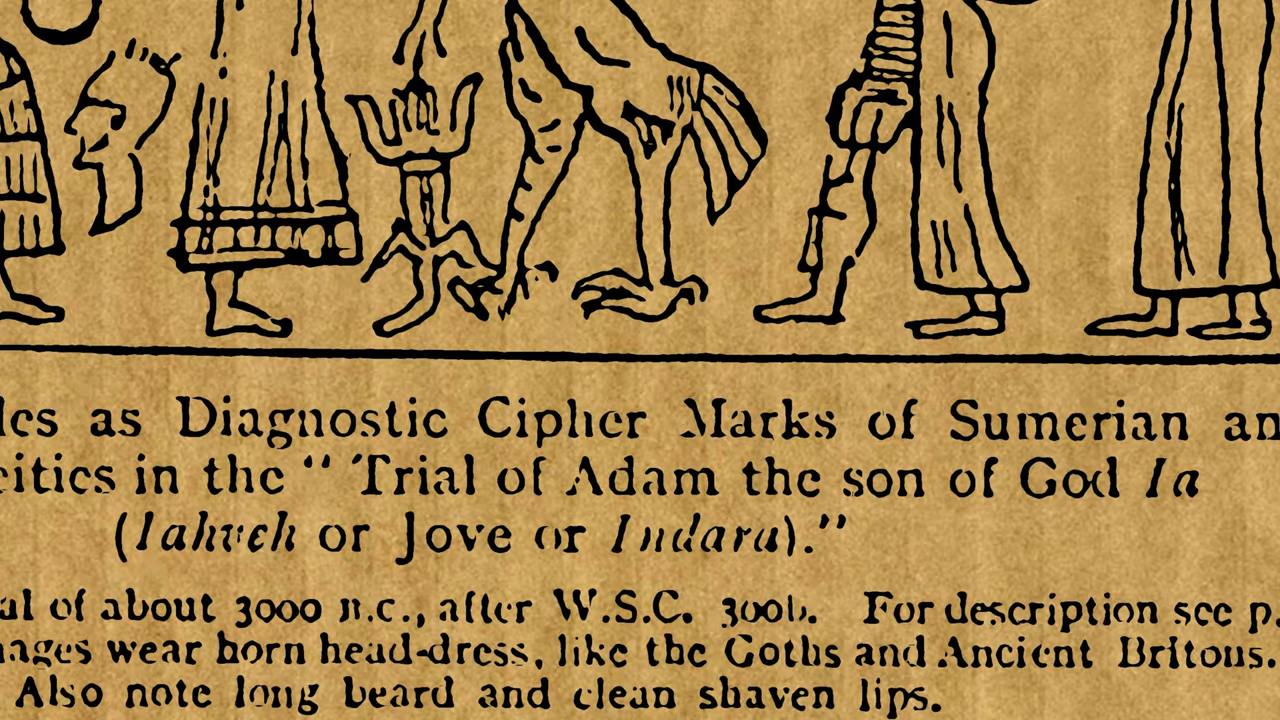 les as Diagnostic Cipher Marks of Sumerian an
eities in the “ Trial of Adam the son of God Ia
(Iahveh or Jove or Indara).”
al of about 3000 B.C., after W.S.C. 300b. For description see p.
ages wear horn head-dress, like the Goths and Ancient Britons.
Also note long beard and clean shaven lips.